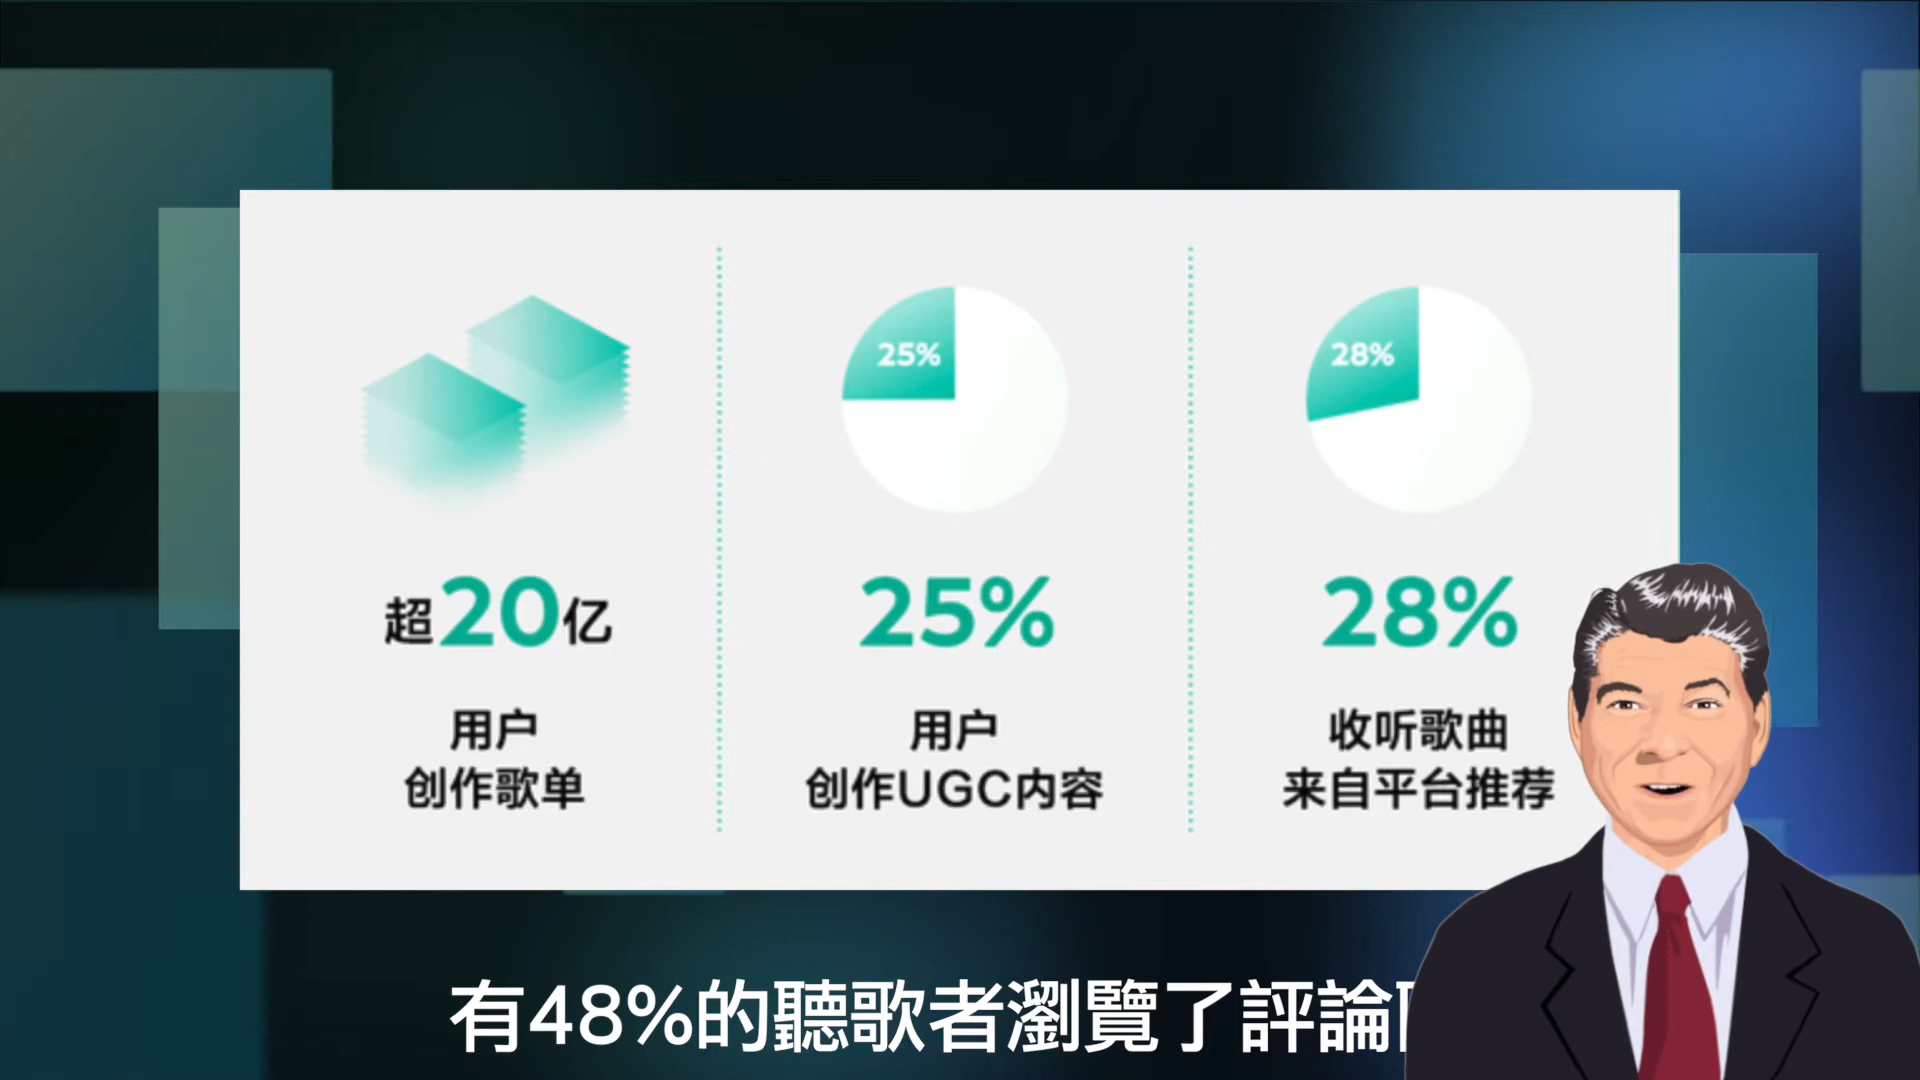 25%
28%
超20亿
25%
28%
用户
创作歌单
用户
创作UGC内容
收听歌曲
来自平台推荐
有48%的聽歌者瀏覽了評論